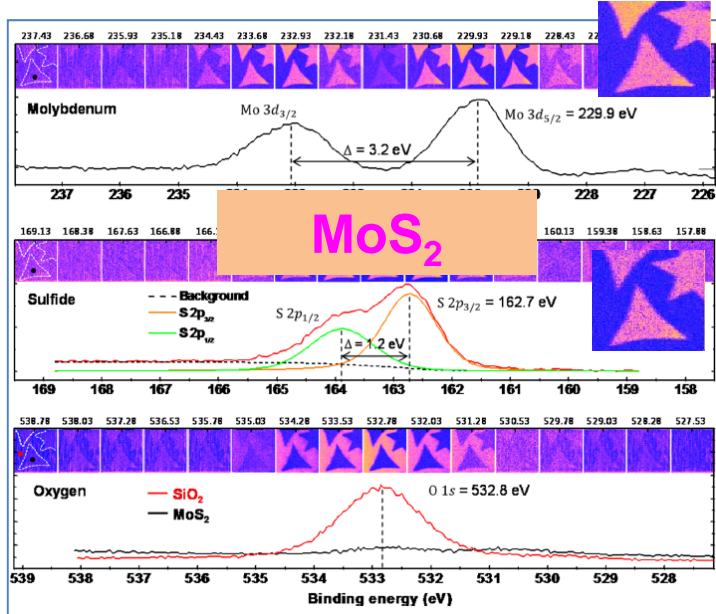 237.43 236.68 235.93 235.18 234.43 233.68 232.93 232.18 231.43 230.68 229.93 229.18 228.43
Molybdenum
Mo 3d3/2
Mo 3d5/2 = 229.9 eV
Δ = 3.2 eV
237 236 235 228 227 226
MoS2
169.13 168.38 167.63 166.88 160.13 159.38 158.63 157.88
Sulfide
Background
S 2p3/2
S 2p1/2
S 2p1/2
S 2p3/2 = 162.7 eV
Δ = 1.2 eV
169 168 167 166 165 164 163 162 161 160 159 158
538.78 538.03 537.28 536.53 535.78 535.03 534.28 533.53 532.78 532.03 531.28 530.53 529.78 529.03 528.28 527.53
Oxygen
SiO2
MoS2
O 1s = 532.8 eV
539 538 537 536 535 534 533 532 531 530 529 528
Binding energy (eV)